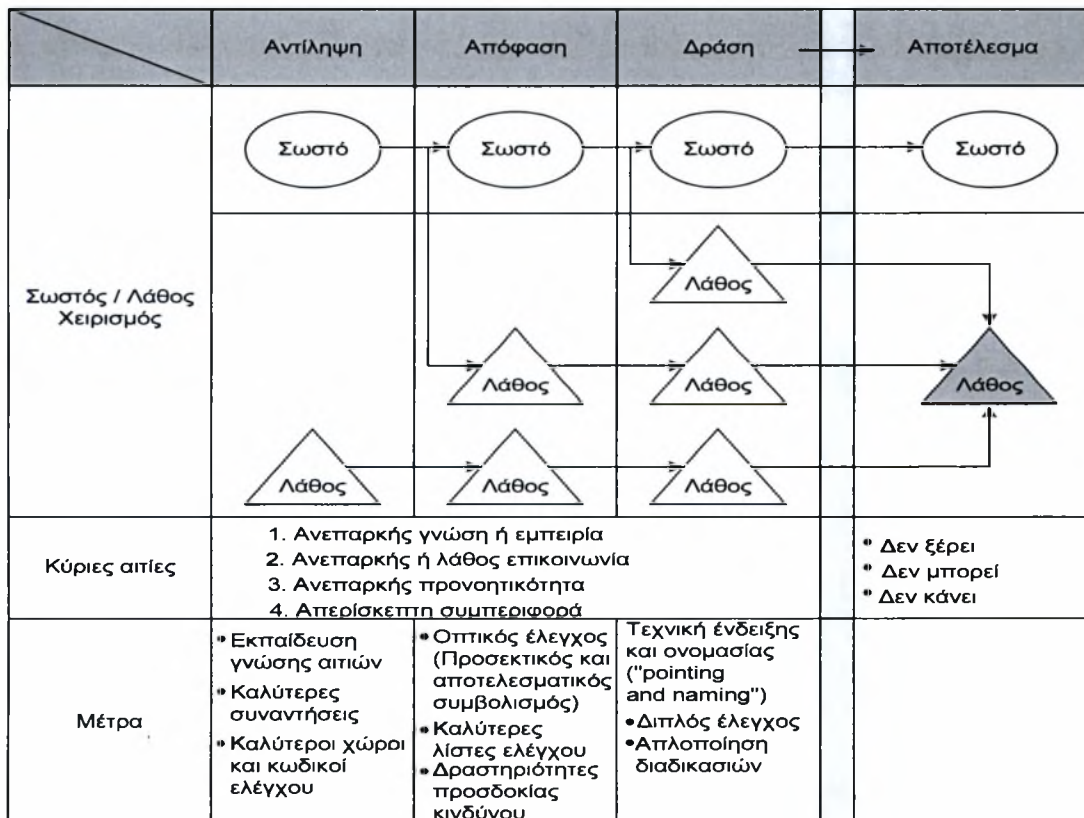 Αντίληψη Απόφαση Δράση Αποτέλεσμα
Σωστό Σωστό Σωστό Σωστό
Λάθος
Σωστός / Λάθος
Χειρισμός
Λάθος Λάθος Λάθος
Λάθος Λάθος Λάθος
Κύριες αιτίες
1. Ανεπαρκής γνώση ή εμπειρία
2. Ανεπαρκής ή λάθος επικοινωνία
3. Ανεπαρκής προνοητικότητα
4. Απερίσκεπτη συμπεριφορά
• Δεν ξέρει
• Δεν μπορεί
• Δεν κάνει
Μέτρα
• Εκπαίδευση
γνώσης αιτιών
• Καλύτερες
συναντήσεις
• Καλύτεροι χώροι
και κωδικοί
ελέγχου
• Οπτικός έλεγχος
(Προσεκτικός και
αποτελεσματικός
συμβολισμός)
• Καλύτερες
λίστες ελέγχου
• Δραστηριότητες
προσδοκίας
κινδύνου
Τεχνική ένδειξης
και ονομασίας
("pointing
and naming")
• Διπλός έλεγχος
• Απλοποίηση
διαδικασιών